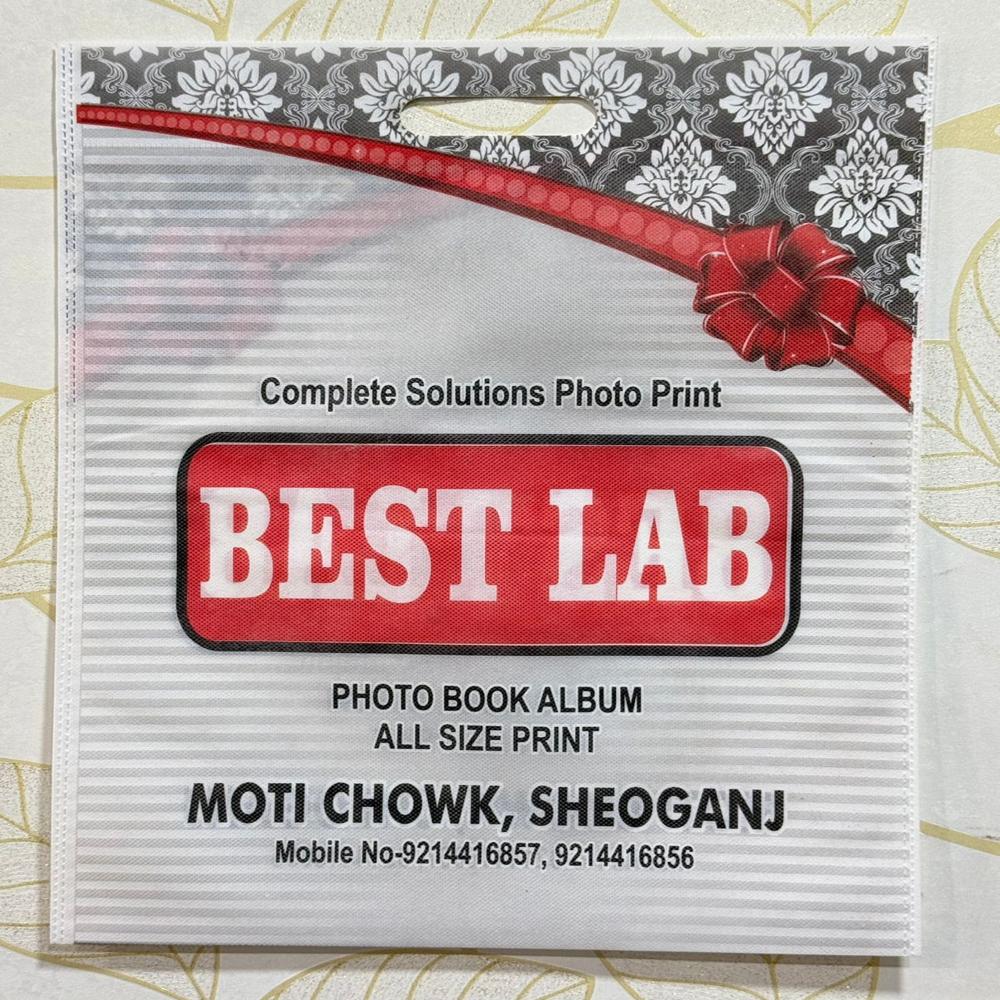 Complete Solutions Photo Print
BEST LAB
PHOTO BOOK ALBUM
ALL SIZE PRINT
MOTI CHOWK, SHEOGANJ
Mobile No-9214416857, 9214416856